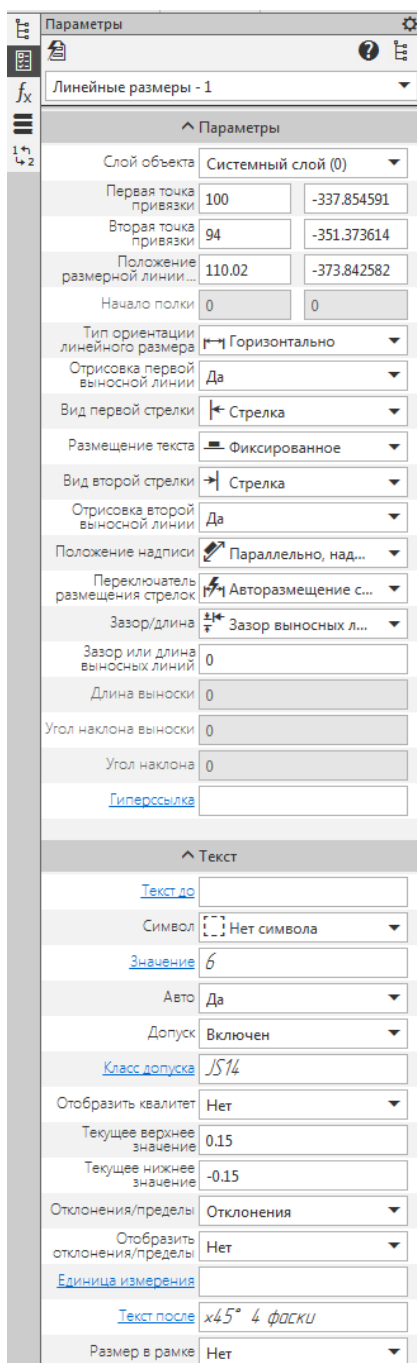 Параметры
Линейные размеры - 1
Параметры
Слой объекта Системный слой (0)
Первая точка
привязки 100 -337.854591
Вторая точка
привязки 94 -351.373614
Положение
размерной линии... 110.02 -373.842582
Начало полки 0 0
Тип ориентации
линейного размера Горизонтально
Отрисовка первой
выносной линии Да
Вид первой стрелки Стрелка
Размещение текста Фиксированное
Вид второй стрелки Стрелка
Отрисовка второй
выносной линии Да
Положение надписи Параллельно, над...
Переключатель
размещения стрелок Авторазмещение с...
Зазор/длина Зазор выносных л...
Зазор или длина
выносных линий 0
Длина выноски 0
Угол наклона выноски 0
Угол наклона 0
Гиперссылка
Текст
Текст до
Символ Нет символа
Значение 6
Авто Да
Допуск Включен
Класс допуска JS14
Отобразить квалитет Нет
Текущее верхнее
значение 0.15
Текущее нижнее
значение -0.15
Отклонения/пределы Отклонения
Отобразить
отклонения/пределы Нет
Единица измерения
Текст после x45° 4 фаски
Размер в рамке Нет